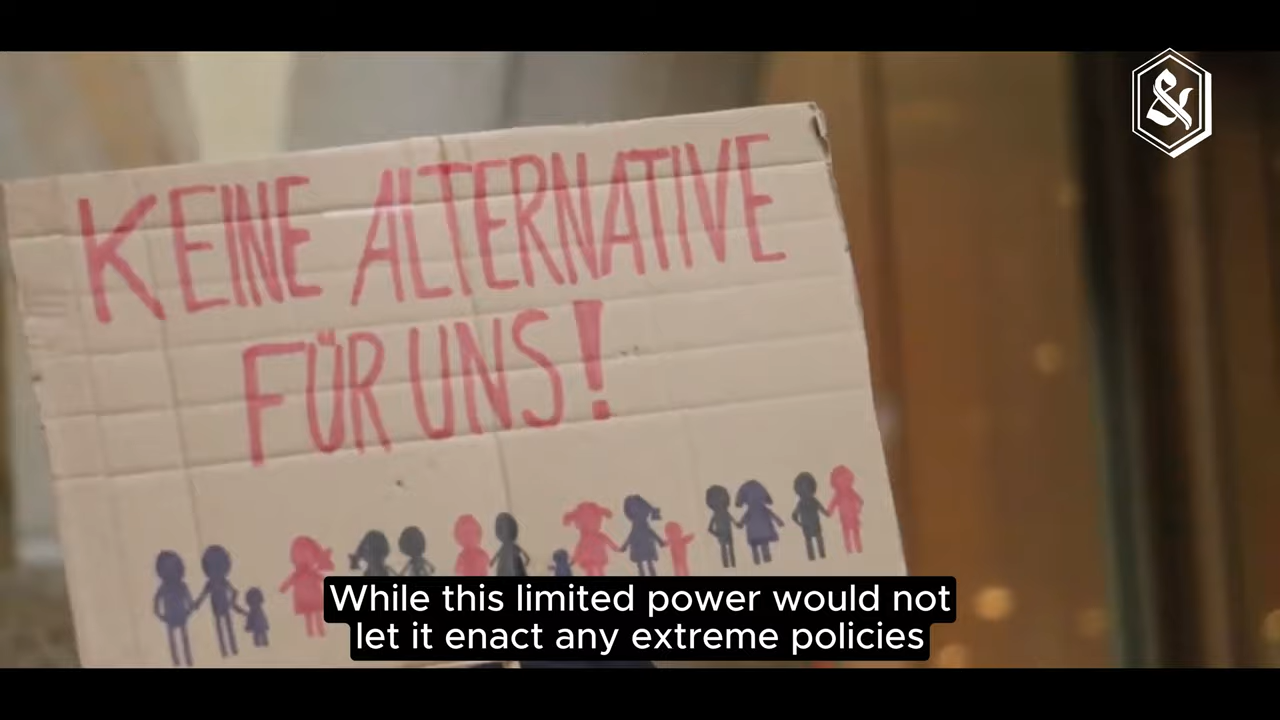 &
KEINE ALTERNATIVE
FÜR UNS!
While this limited power would not
let it enact any extreme policies